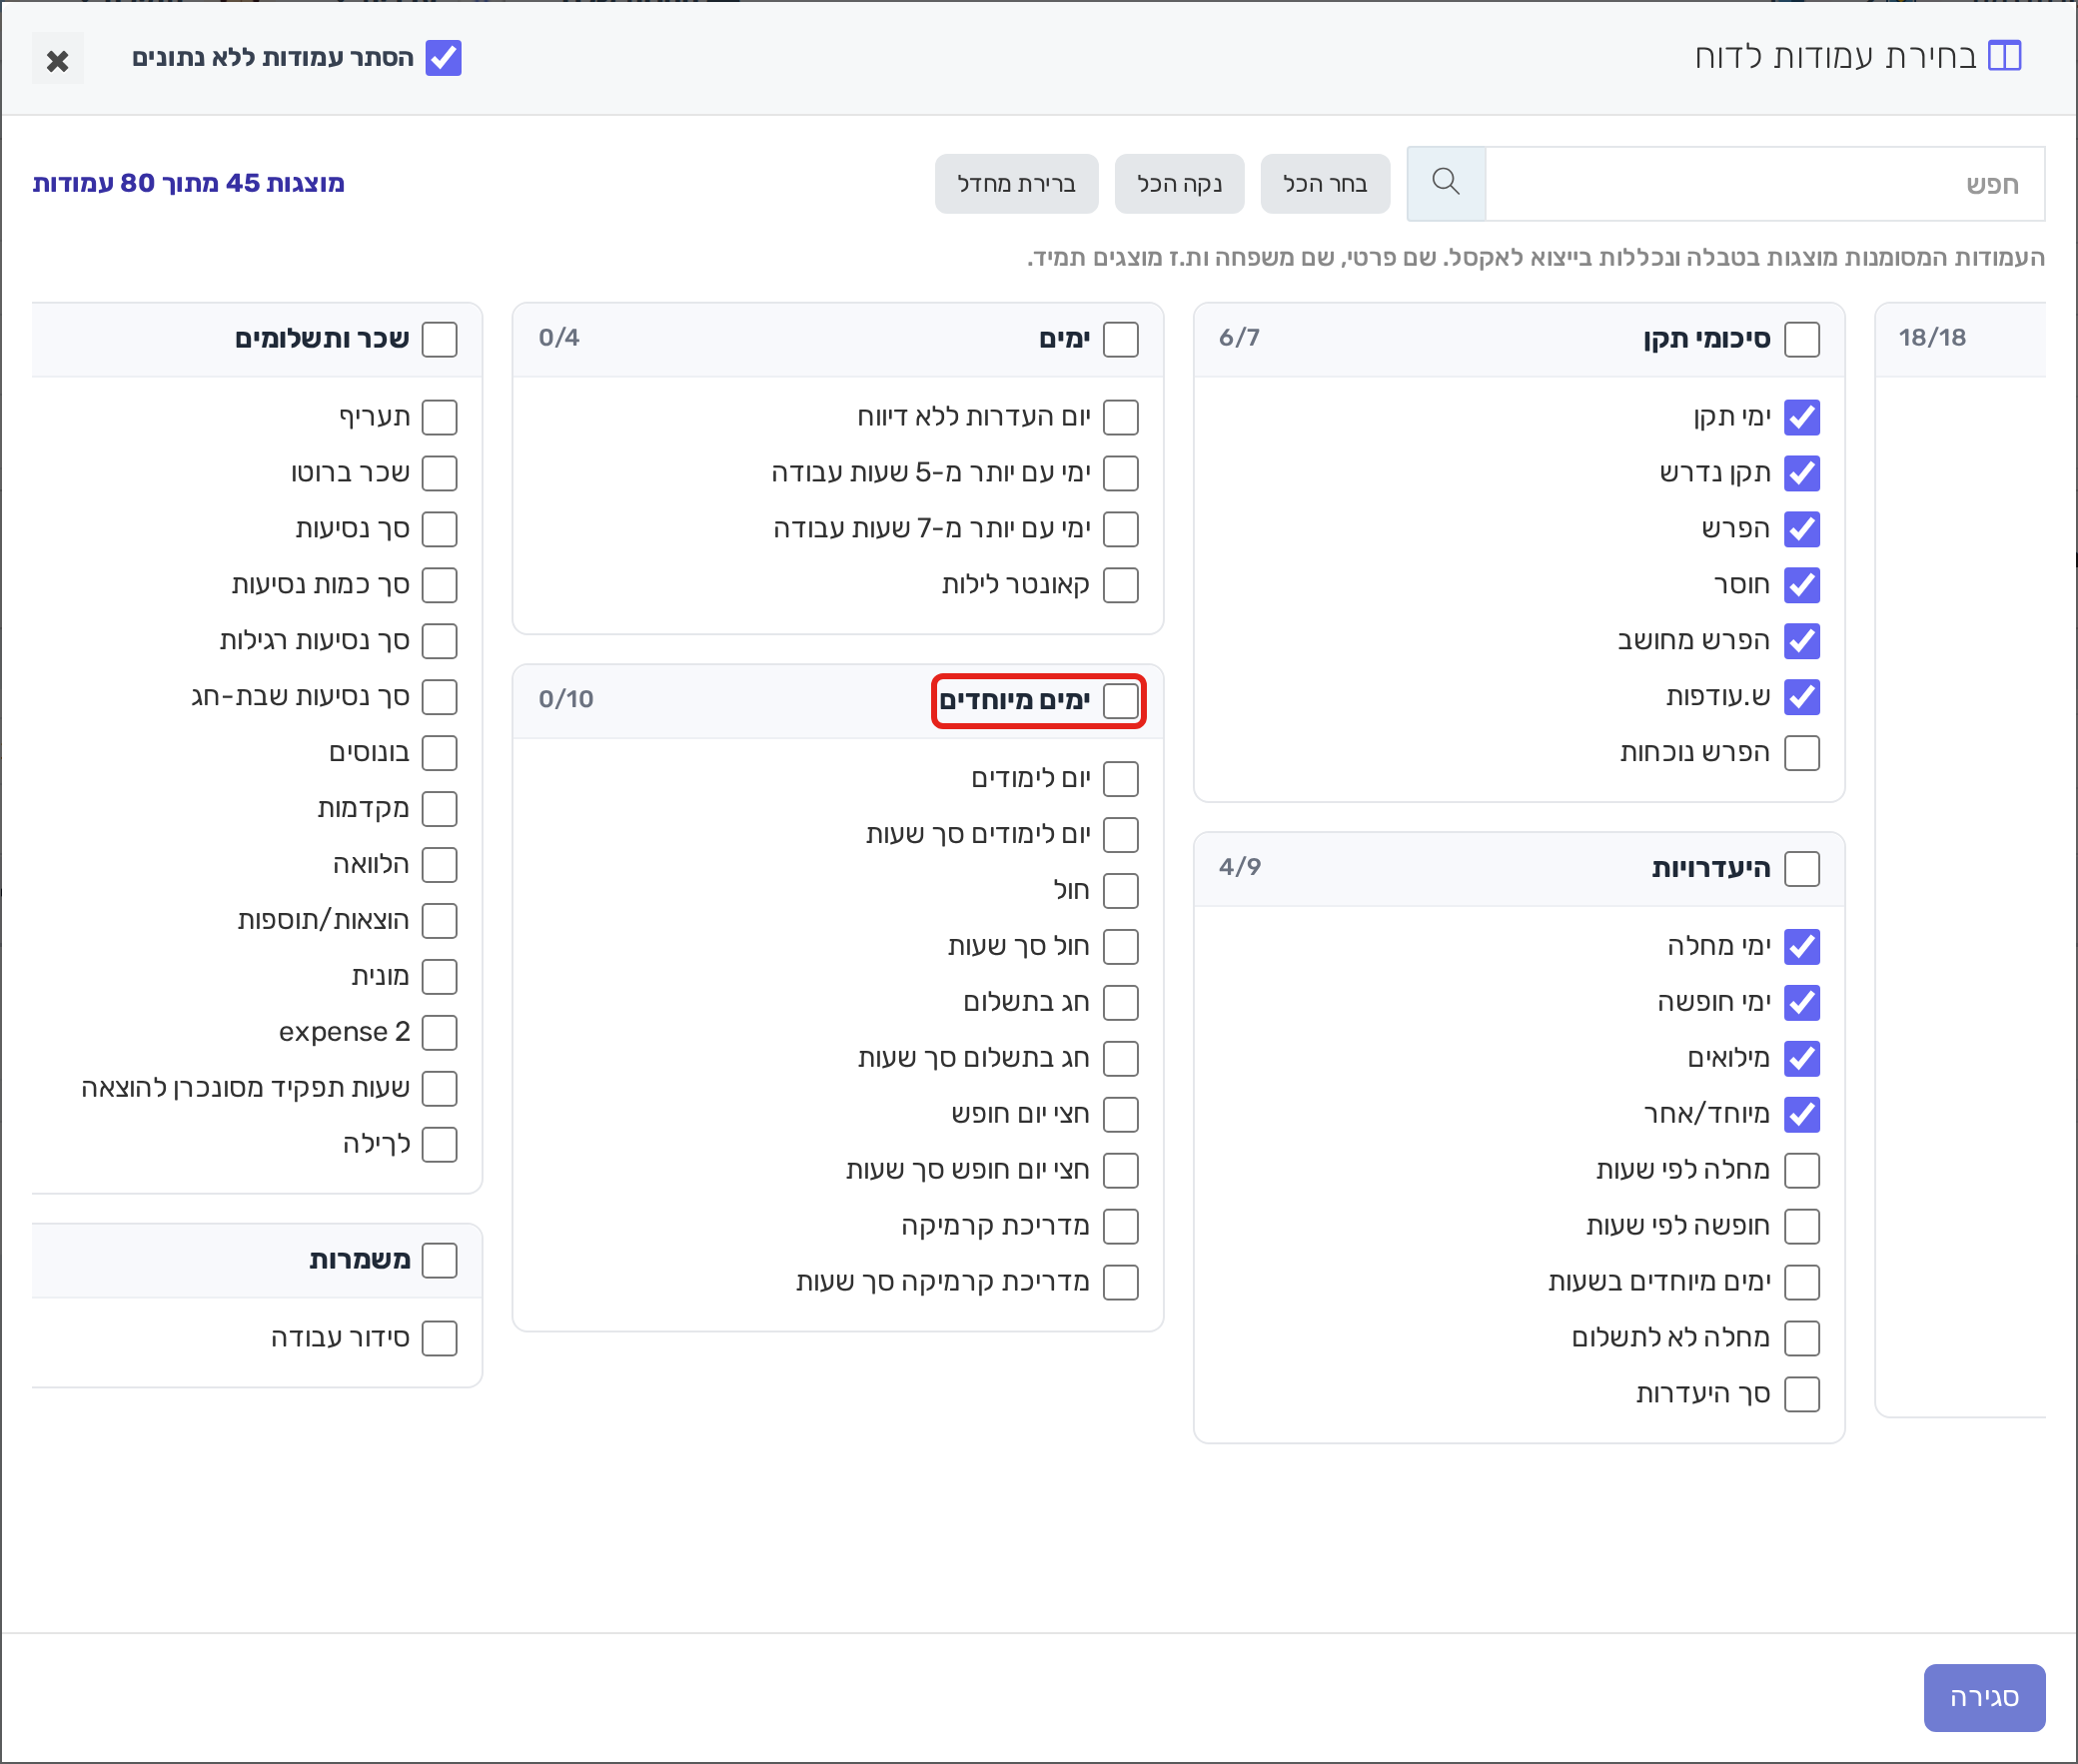 בחירת עמודות לדוח
הסתר עמודות ללא נתונים
חפש
בחר הכל
נקה הכל
ברירת מחדל
מוצגות 45 מתוך 80 עמודות
העמודות המסומנות מוצגות בטבלה ונכללות בייצוא לאקסל. שם פרטי, שם משפחה ות.ז מוצגים תמיד.
18/18
סיכומי תקן 6/7
ימי תקן
תקן נדרש
הפרש
חוסר
הפרש מחושב
ש.עודפות
הפרש נוכחות
היעדרויות 4/9
ימי מחלה
ימי חופשה
מילואים
מיוחד/אחר
מחלה לפי שעות
חופשה לפי שעות
ימים מיוחדים בשעות
מחלה לא לתשלום
סך היעדרות
ימים 0/4
יום העדרות ללא דיווח
ימי עם יותר מ-5 שעות עבודה
ימי עם יותר מ-7 שעות עבודה
קאונטר לילות
ימים מיוחדים 0/10
יום לימודים
יום לימודים סך שעות
חול
חול סך שעות
חג בתשלום
חג בתשלום סך שעות
חצי יום חופש
חצי יום חופש סך שעות
מדריכת קרמיקה
מדריכת קרמיקה סך שעות
שכר ותשלומים
תעריף
שכר ברוטו
סך נסיעות
סך כמות נסיעות
סך נסיעות רגילות
סך נסיעות שבת-חג
בונוסים
מקדמות
הלוואה
הוצאות/תוספות
מונית
expense 2
שעות תפקיד מסונכרן להוצאה
לךילה
משמרות
סידור עבודה
סגירה